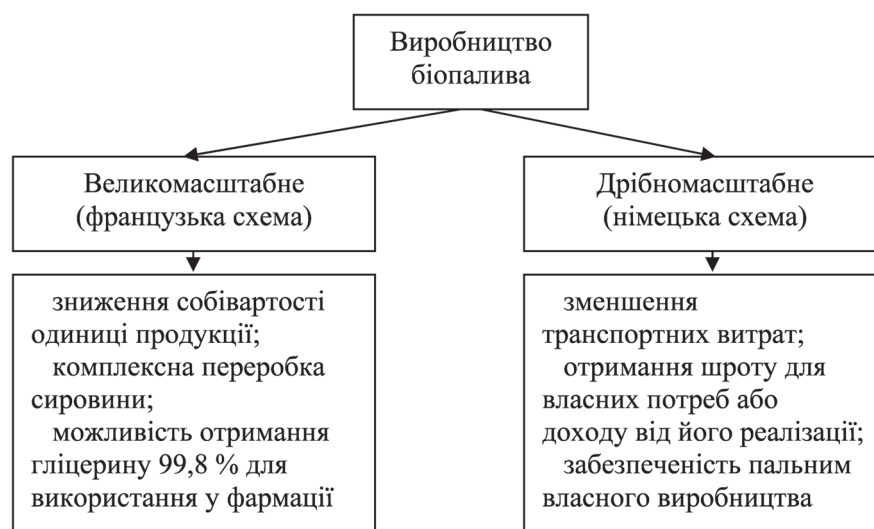 Виробництво
біопалива
Великомасштабне
(французька схема)
Дрібномасштабне
(німецька схема)
зниження собівартості
одиниці продукції;
комплексна переробка
сировини;
можливість отримання
гліцерину 99,8 % для
використання у фармації
зменшення
транспортних витрат;
отримання шроту для
власних потреб або
доходу від його реалізації;
забезпеченість пальним
власного виробництва